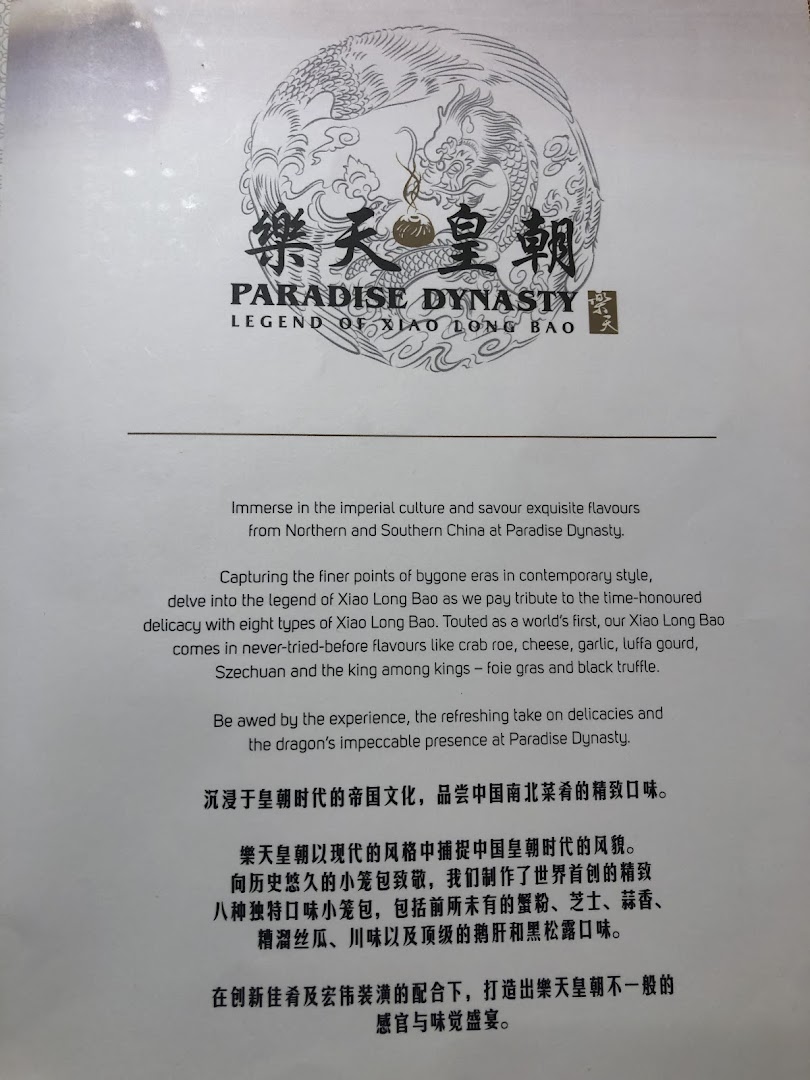 樂天皇朝
PARADISE DYNASTY
LEGEND OF XIAO LONG BAO
樂天
Immerse in the imperial culture and savour exquisite flavours
from Northern and Southern China at Paradise Dynasty.
Capturing the finer points of bygone eras in contemporary style,
delve into the legend of Xiao Long Bao as we pay tribute to the time-honoured
delicacy with eight types of Xiao Long Bao. Touted as a world's first, our Xiao Long Bao
comes in never-tried-before flavours like crab roe, cheese, garlic, luffa gourd,
Szechuan and the king among kings – foie gras and black truffle.
Be awed by the experience, the refreshing take on delicacies and
the dragon's impeccable presence at Paradise Dynasty.
沉浸于皇朝时代的帝国文化，品尝中国南北菜肴的精致口味。
樂天皇朝以现代的风格中捕捉中国皇朝时代的风貌。
向历史悠久的小笼包致敬，我们制作了世界首创的精致
八种独特口味小笼包，包括前所未有的蟹粉、芝士、蒜香、
糟溜丝瓜、川味以及顶级的鹅肝和黑松露口味。
在创新佳肴及宏伟装潢的配合下，打造出樂天皇朝不一般的
感官与味觉盛宴。